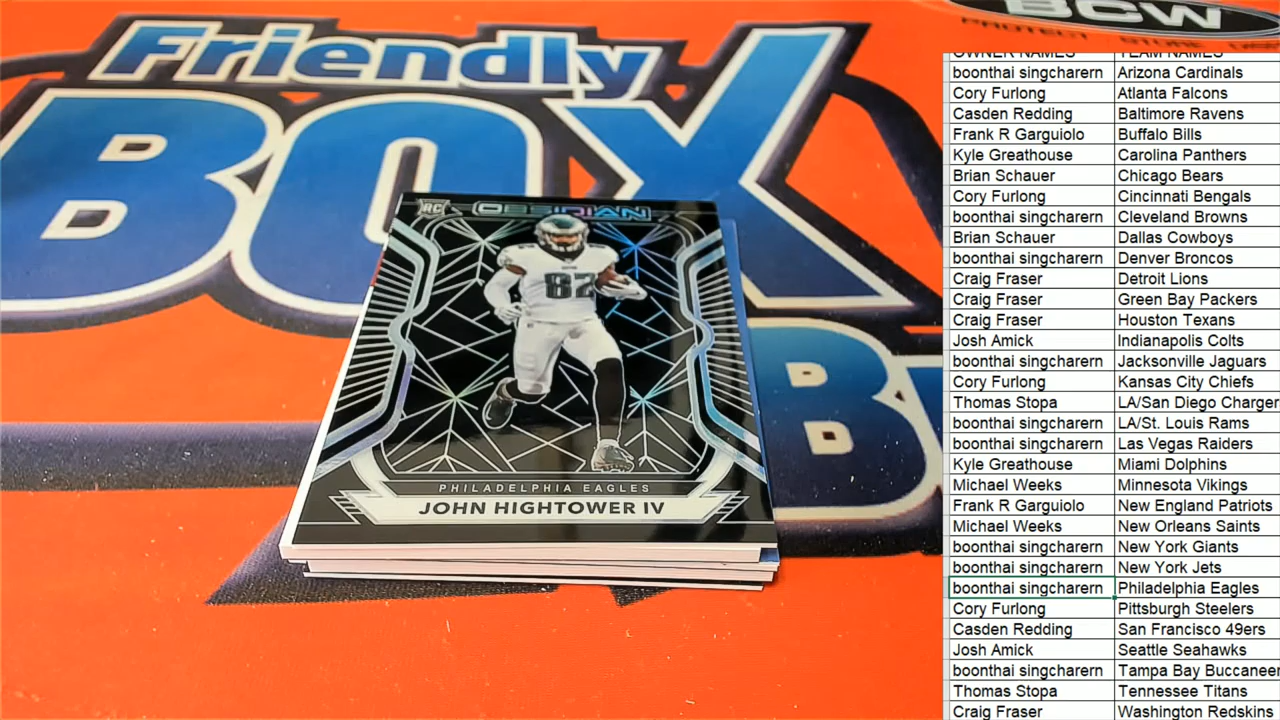 Friendly
BOX
B
BCW
PROTECT
RC
OBSIDIAN
82
PHILADELPHIA EAGLES
JOHN HIGHTOWER IV
OWNER NAMES TEAM NAMES
boonthai singcharern Arizona Cardinals
Cory Furlong Atlanta Falcons
Casden Redding Baltimore Ravens
Frank R Garguiolo Buffalo Bills
Kyle Greathouse Carolina Panthers
Brian Schauer Chicago Bears
Cory Furlong Cincinnati Bengals
boonthai singcharern Cleveland Browns
Brian Schauer Dallas Cowboys
boonthai singcharern Denver Broncos
Craig Fraser Detroit Lions
Craig Fraser Green Bay Packers
Craig Fraser Houston Texans
Josh Amick Indianapolis Colts
boonthai singcharern Jacksonville Jaguars
Cory Furlong Kansas City Chiefs
Thomas Stopa LA/San Diego Charger
boonthai singcharern LA/St. Louis Rams
boonthai singcharern Las Vegas Raiders
Kyle Greathouse Miami Dolphins
Michael Weeks Minnesota Vikings
Frank R Garguiolo New England Patriots
Michael Weeks New Orleans Saints
boonthai singcharern New York Giants
boonthai singcharern New York Jets
boonthai singcharern Philadelphia Eagles
Cory Furlong Pittsburgh Steelers
Casden Redding San Francisco 49ers
Josh Amick Seattle Seahawks
boonthai singcharern Tampa Bay Buccaneer
Thomas Stopa Tennessee Titans
Craig Fraser Washington Redskins